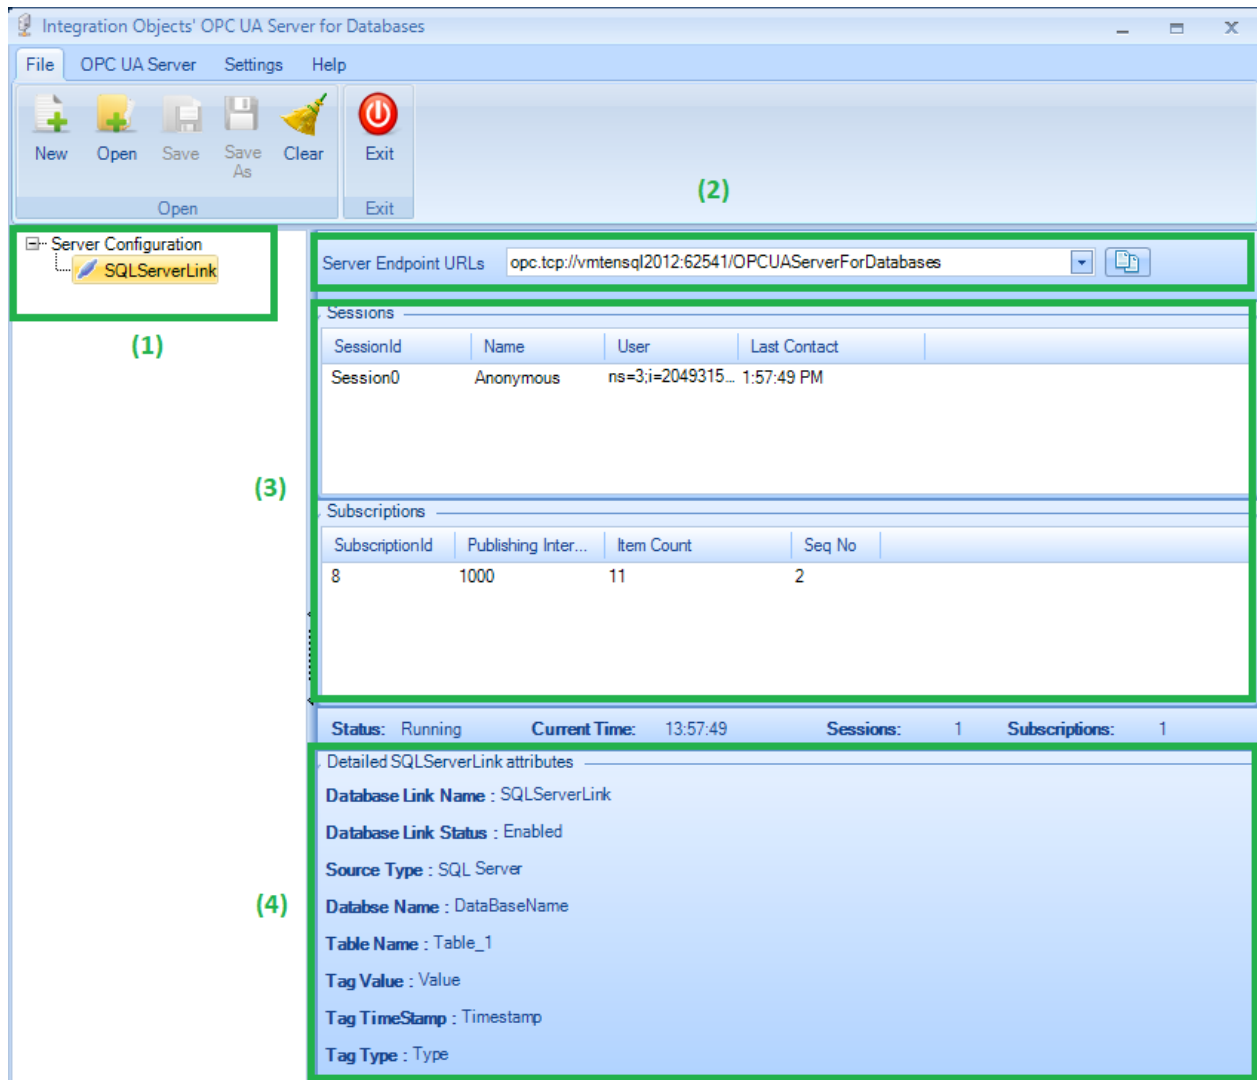 Integration Objects' OPC UA Server for Databases
File OPC UA Server Settings Help
New Open Save Save As Clear Exit
Open Exit
(2)
Server Configuration
SQLServerLink
(1)
Server Endpoint URLs opc.tcp://vmtensql2012:62541/OPCUAServerForDatabases
Sessions
SessionId Name User Last Contact
Session0 Anonymous ns=3;i=2049315... 1:57:49 PM
(3)
Subscriptions
SubscriptionId Publishing Inter... Item Count Seq No
8 1000 11 2
Status: Running Current Time: 13:57:49 Sessions: 1 Subscriptions: 1
Detailed SQLServerLink attributes
Database Link Name : SQLServerLink
Database Link Status : Enabled
Source Type : SQL Server
(4)
Databse Name : DataBaseName
Table Name : Table_1
Tag Value : Value
Tag TimeStamp : Timestamp
Tag Type : Type